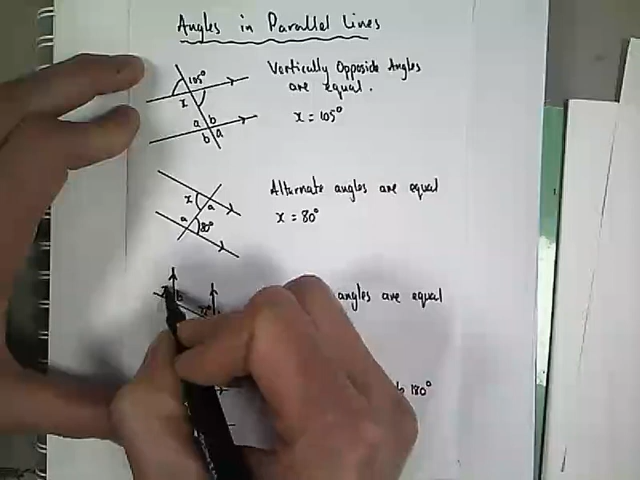 Angles in Parallel Lines
105°
x
a b
b a
Vertically Opposide Angles
are equal.
x = 105°
x
a
a
80°
Alternate angles are equal
x = 80°
b
angles are equal
180°